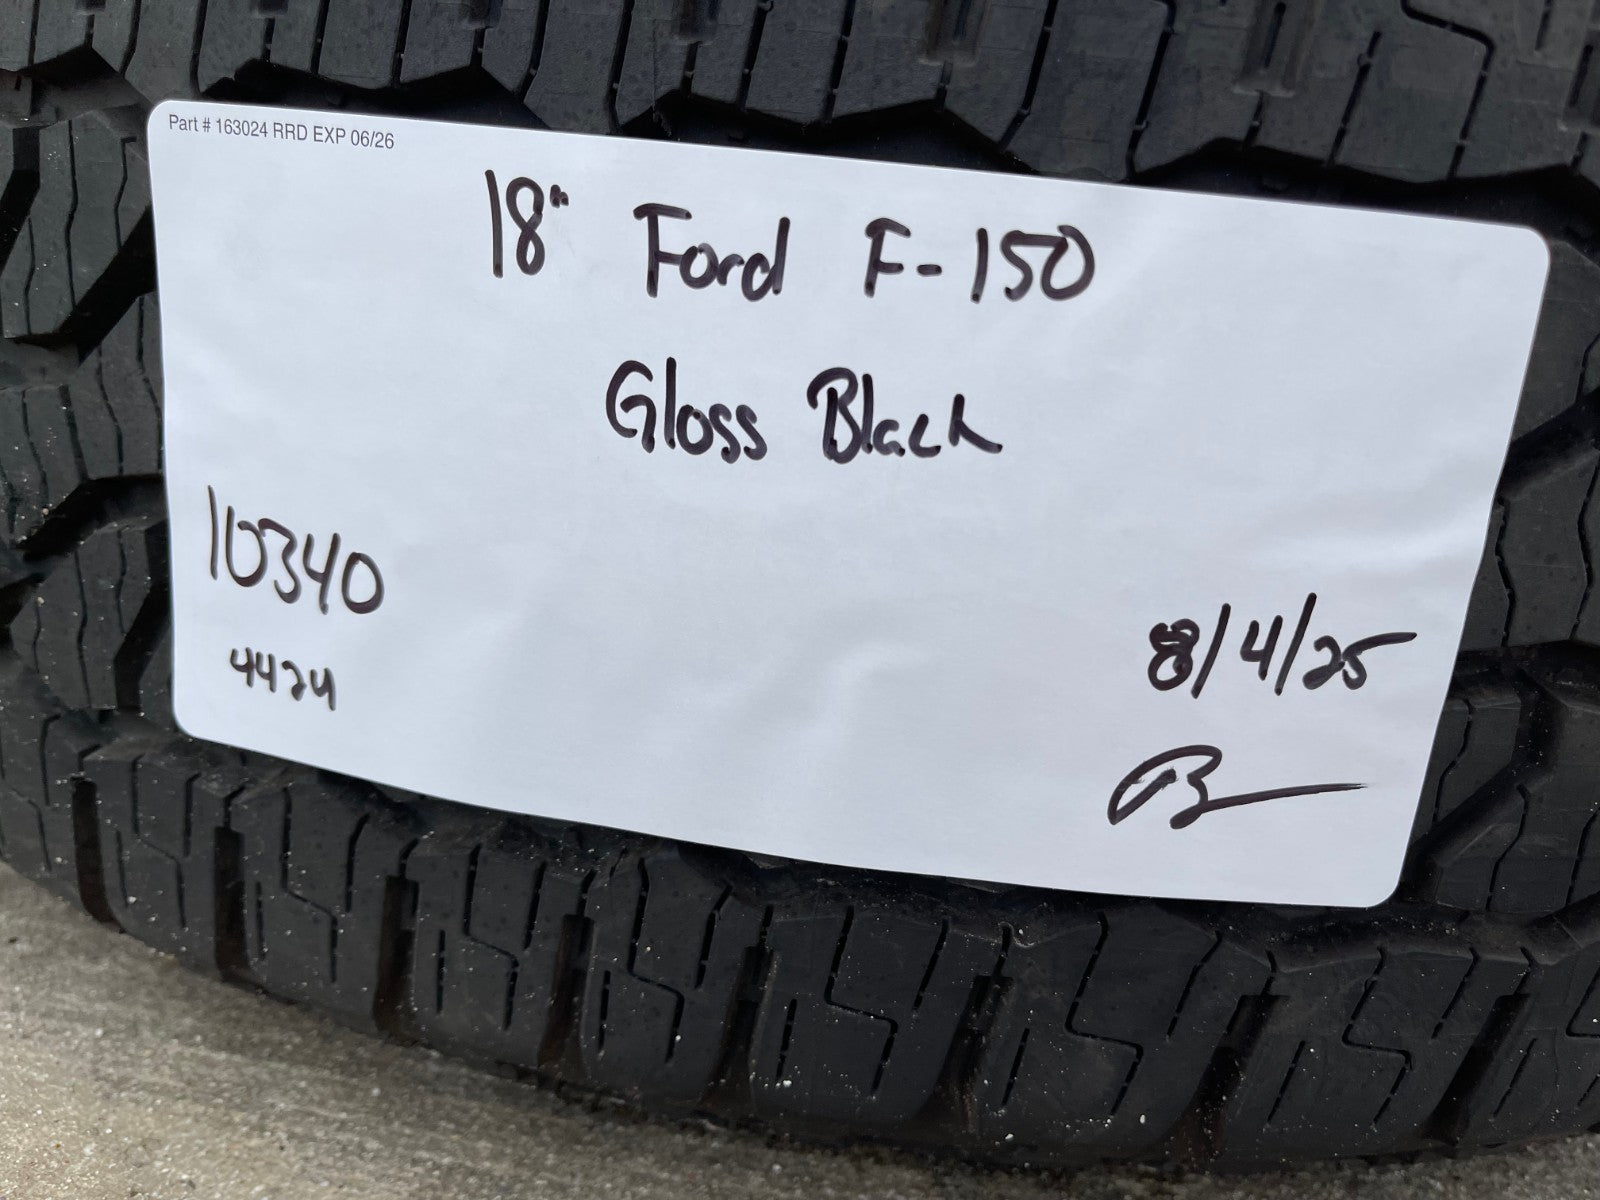 Part # 163024 RRD EXP 06/26
18" Ford F-150
Gloss Black
10340
4424
8/4/25